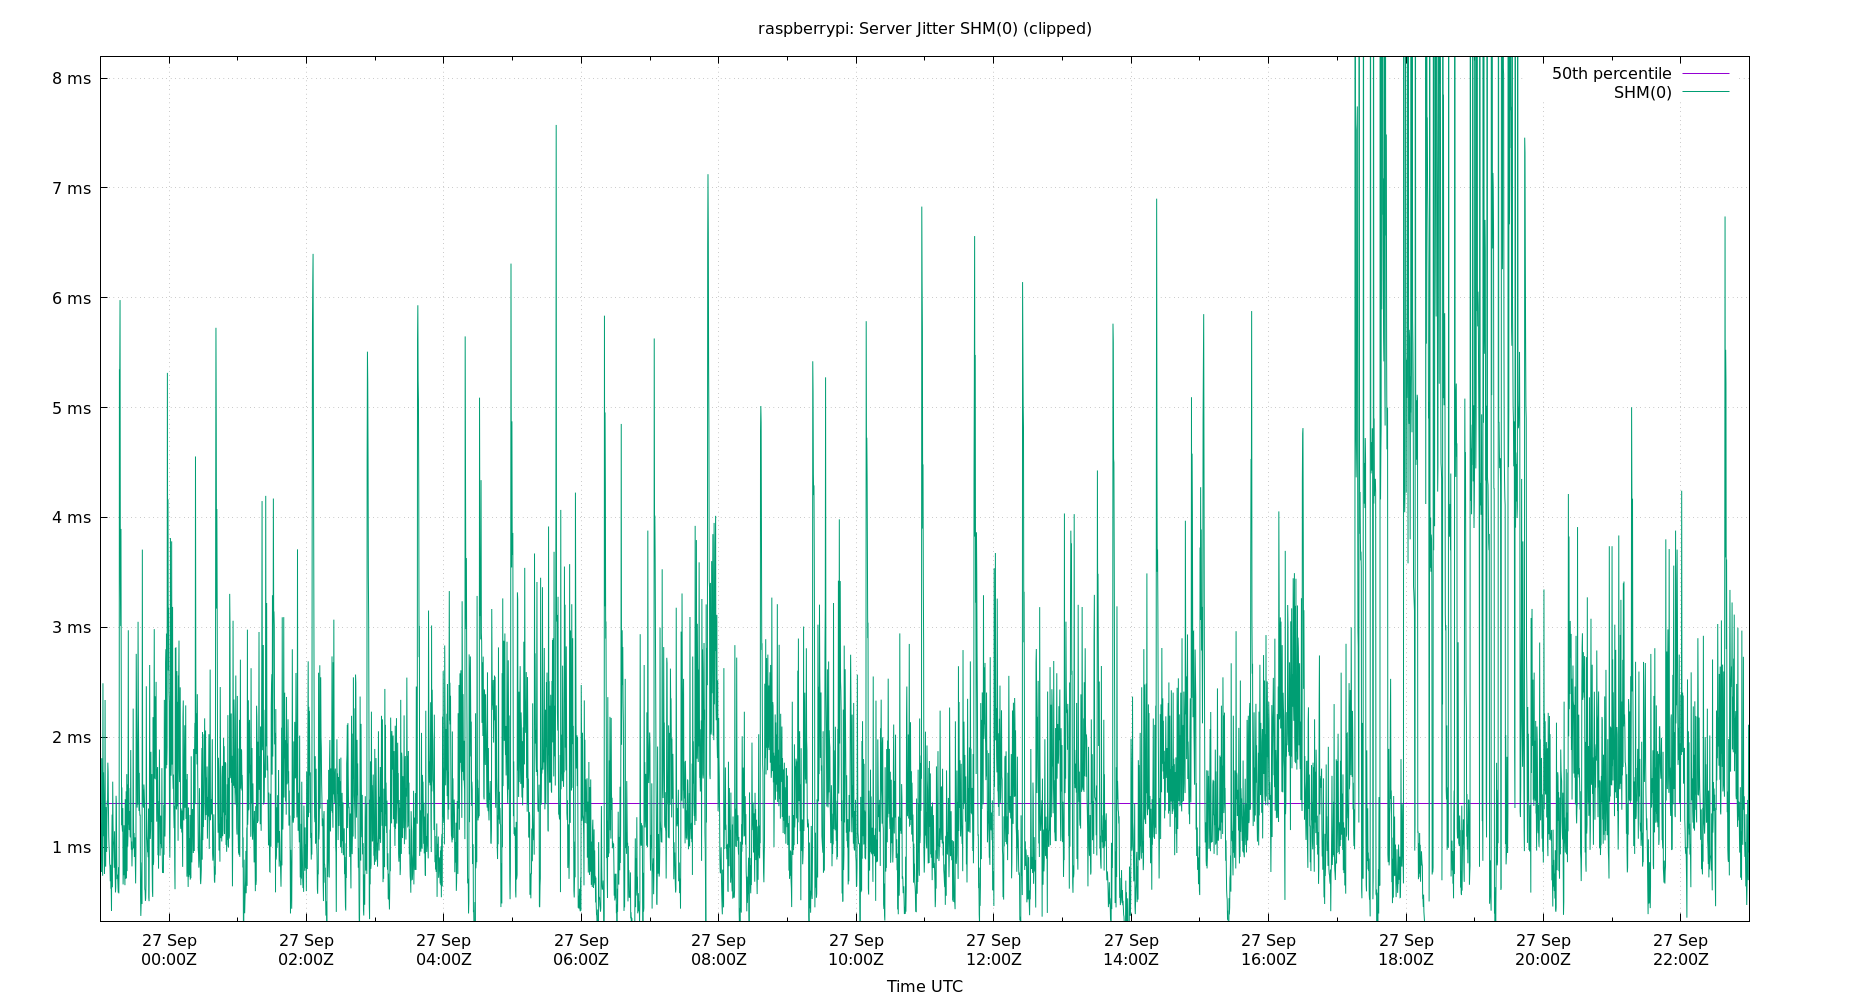 raspberrypi: Server Jitter SHM(0) (clipped)
50th percentile
SHM(0)
8 ms
7 ms
6 ms
5 ms
4 ms
3 ms
2 ms
1 ms
27 Sep 27 Sep 27 Sep 27 Sep 27 Sep 27 Sep 27 Sep 27 Sep 27 Sep 27 Sep 27 Sep 27 Sep
00:00Z 02:00Z 04:00Z 06:00Z 08:00Z 10:00Z 12:00Z 14:00Z 16:00Z 18:00Z 20:00Z 22:00Z
Time UTC